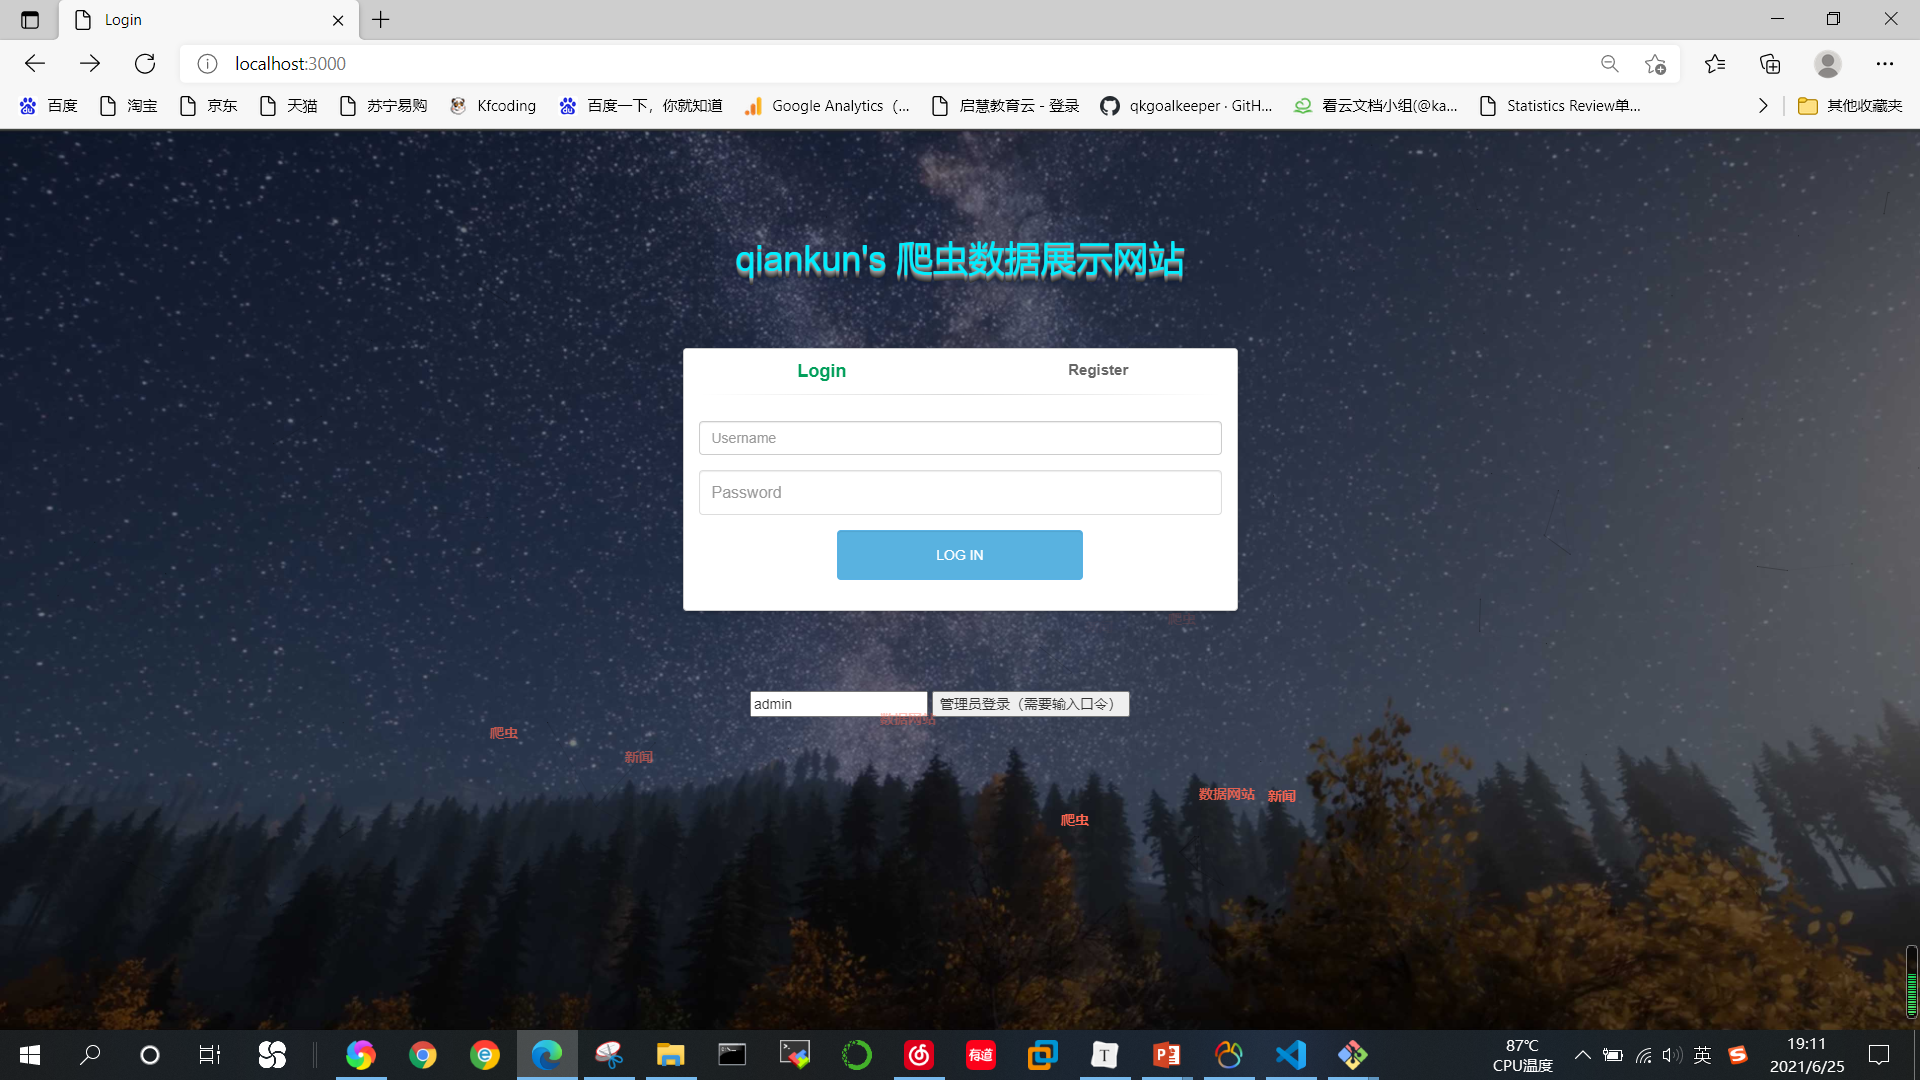 Login
localhost:3000
百度
淘宝
京东
天猫
苏宁易购
Kfcoding
百度一下，你就知道
Google Analytics（...
启慧教育云 - 登录
qkgoalkeeper · GitH...
看云文档小组(@ka...
Statistics Review单...
其他收藏夹
qiankun's 爬虫数据展示网站
Login
Register
Username
Password
LOG IN
爬虫
admin
管理员登录（需要输入口令）
数据网站
爬虫
新闻
数据网站
新闻
爬虫
有道
T
P
87℃
CPU温度
英
S
19:11
2021/6/25